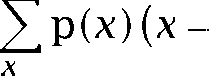 ∑ₓ p(x)(x −